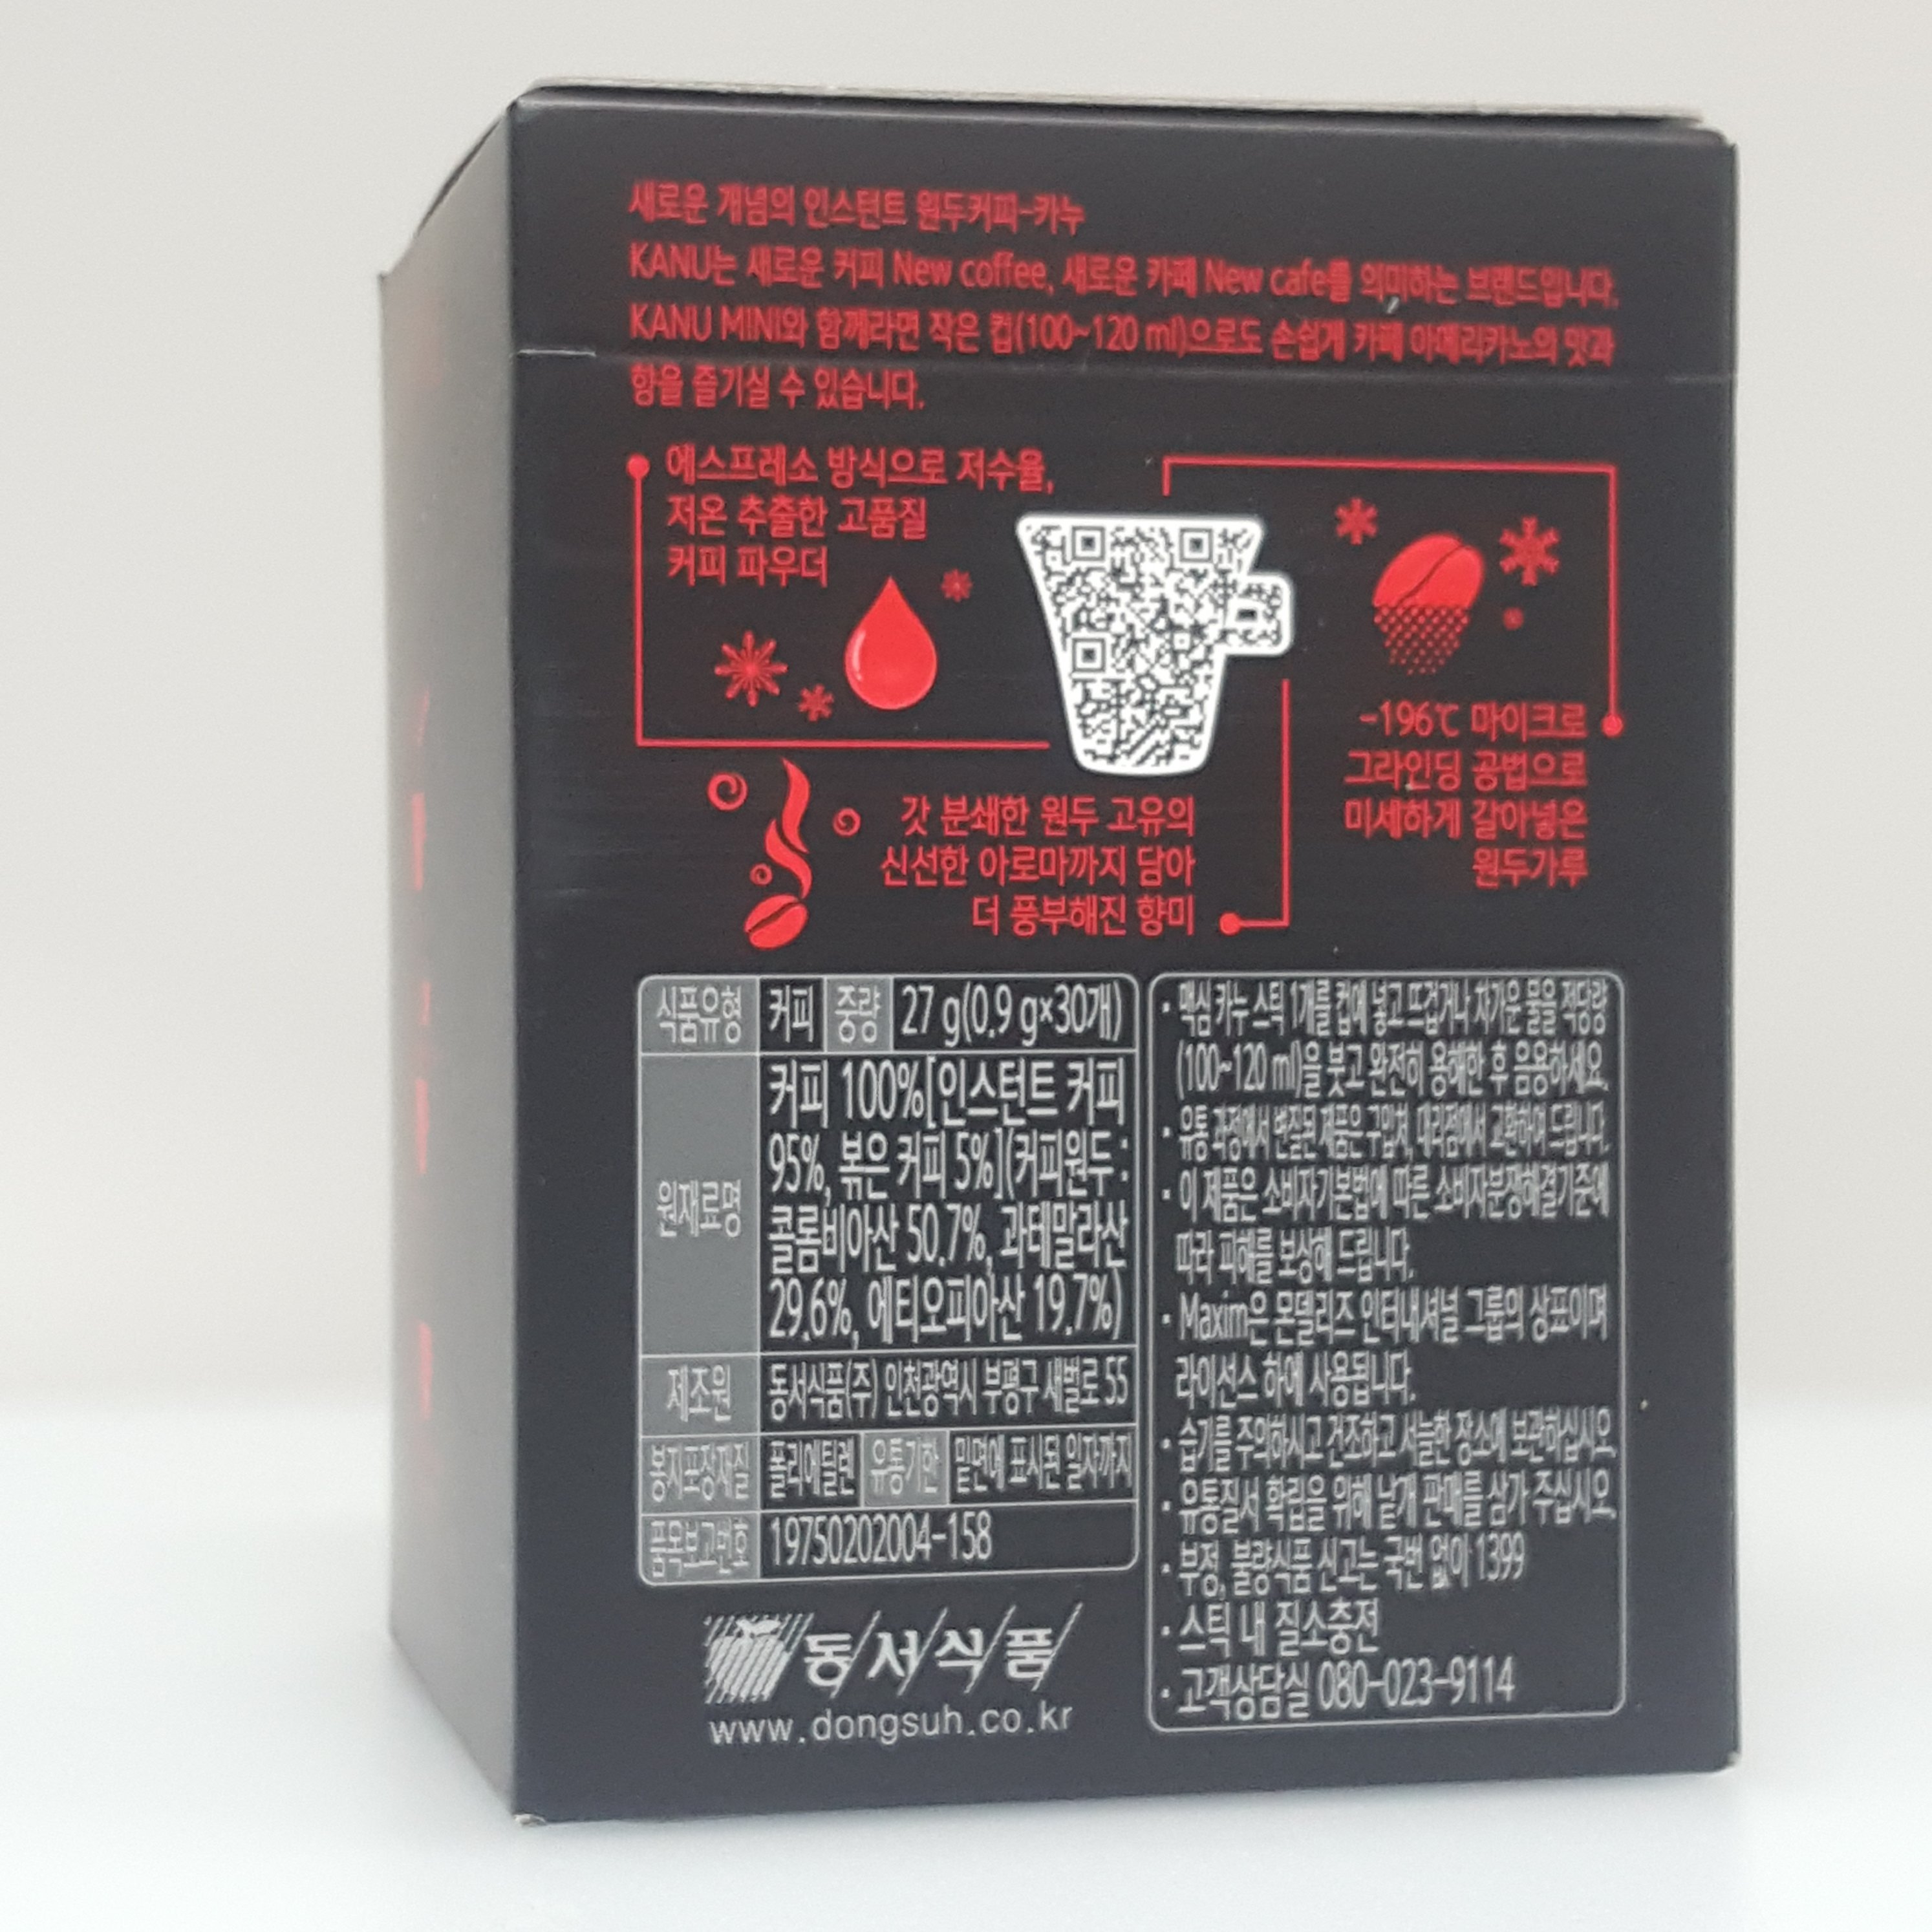 새로운 개념의 인스턴트 원두커피-카누
KANU는 새로운 커피 New coffee, 새로운 카페 New cafe를 의미하는 브랜드입니다.
KANU MINI와 함께라면 작은 컵(100~120 ml)으로도 손쉽게 카페 아메리카노의 맛과
향을 즐기실 수 있습니다.
에스프레소 방식으로 저수율,
저온 추출한 고품질
커피 파우더
-196℃ 마이크로
그라인딩 공법으로
미세하게 갈아넣은
원두가루
갓 분쇄한 원두 고유의
신선한 아로마까지 담아
더 풍부해진 향미
식품유형 커피 중량 27 g(0.9 g×30개)
원재료명
커피 100%[인스턴트 커피
95%, 볶은 커피 5%](커피원두 :
콜롬비아산 50.7%, 과테말라산
29.6%, 에티오피아산 19.7%)
제조원 동서식품(주) 인천광역시 부평구 새벌로 55
봉지포장재질 폴리에틸렌 유통기한 밑면에 표시된 일자까지
품목보고번호 19750202004-158
동서식품
www.dongsuh.co.kr
· 맥심 카누 스틱 1개를 컵에 넣고 뜨겁거나 차가운 물을 적당량
(100~120 ml)을 붓고 완전히 용해한 후 음용하세요.
· 유통 과정에서 변질된 제품은 구입처, 대리점에서 교환하여 드립니다.
· 이 제품은 소비자기본법에 따른 소비자분쟁해결기준에
따라 피해를 보상해 드립니다.
· Maxim은 몬델리즈 인터내셔널 그룹의 상표이며
라이선스 하에 사용됩니다.
· 습기를 주의하시고 건조하고 서늘한 장소에 보관하십시오.
· 유통질서 확립을 위해 낱개 판매를 삼가 주십시오.
· 부정, 불량식품 신고는 국번 없이 1399
· 스틱 내 질소충전
· 고객상담실 080-023-9114